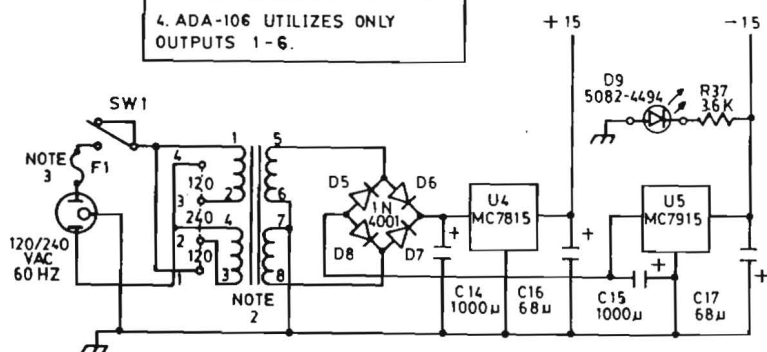 4. ADA-106 UTILIZES ONLY
OUTPUTS 1-6.
+15
-15
SW1
D9
5082-4494
R37
3.6K
NOTE
3
F1
120/240
VAC
60 HZ
4
120
3
240
2
120
1
1
2
4
3
NOTE
2
5
6
7
8
D5
D6
1N
4001
D8
D7
+
U4
MC7815
+
U5
MC7915
+
+
C14
1000µ
C16
68µ
C15
1000µ
C17
68µ